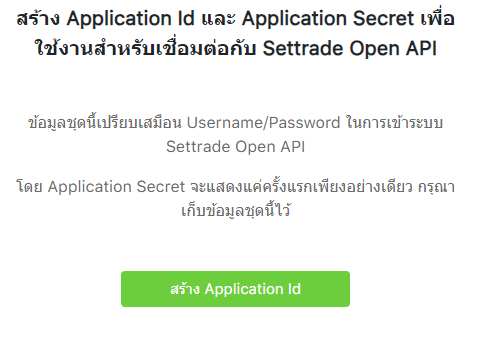 สร้าง Application Id และ Application Secret เพื่อ
ใช้งานสำหรับเชื่อมต่อกับ Settrade Open API
ข้อมูลชุดนี้เปรียบเสมือน Username/Password ในการเข้าระบบ
Settrade Open API
โดย Application Secret จะแสดงแค่ครั้งแรกเพียงอย่างเดียว กรุณา
เก็บข้อมูลชุดนี้ไว้
สร้าง Application Id